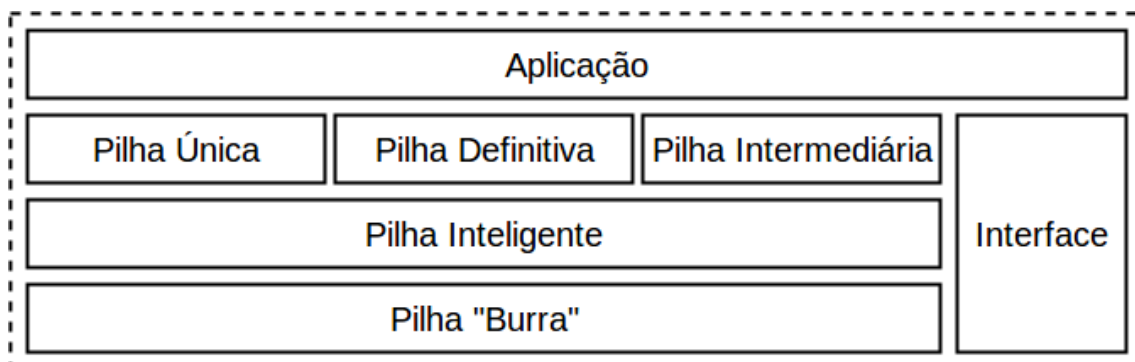 Aplicação
Pilha Única
Pilha Definitiva
Pilha Intermediária
Pilha Inteligente
Interface
Pilha "Burra"